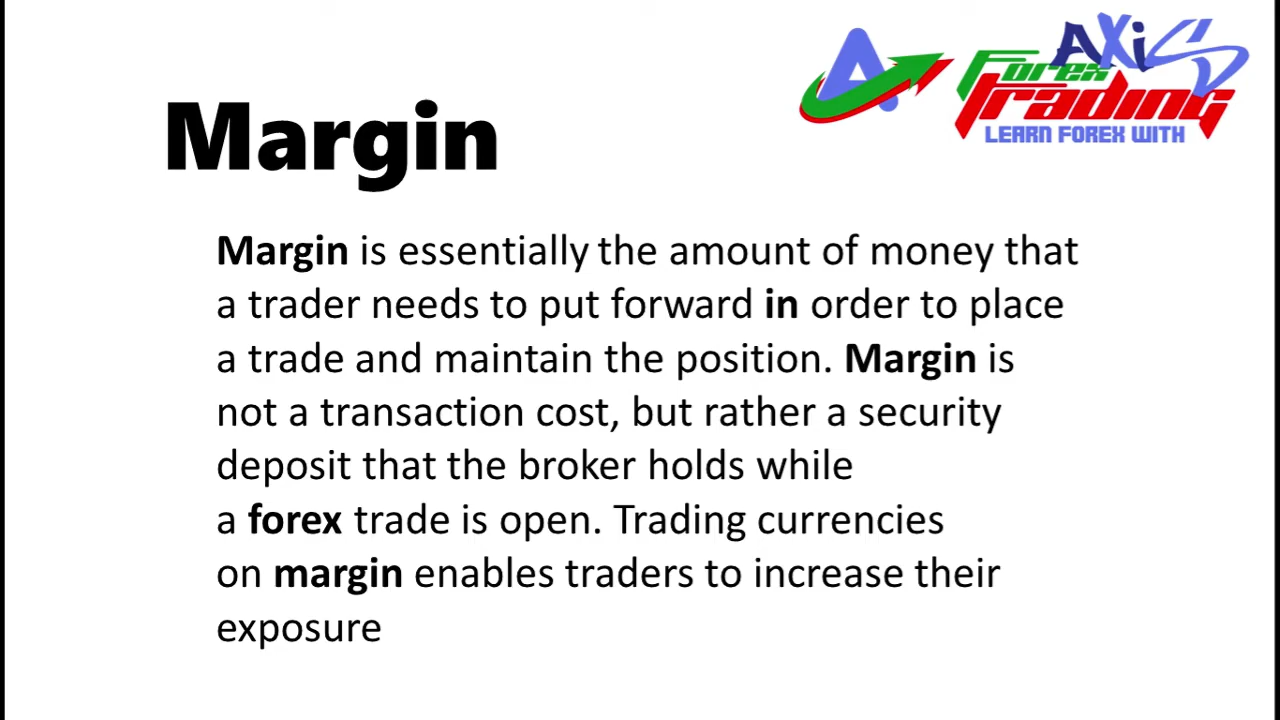 AXiS
Forex
Trading
LEARN FOREX WITH
Margin
Margin is essentially the amount of money that
a trader needs to put forward in order to place
a trade and maintain the position. Margin is
not a transaction cost, but rather a security
deposit that the broker holds while
a forex trade is open. Trading currencies
on margin enables traders to increase their
exposure